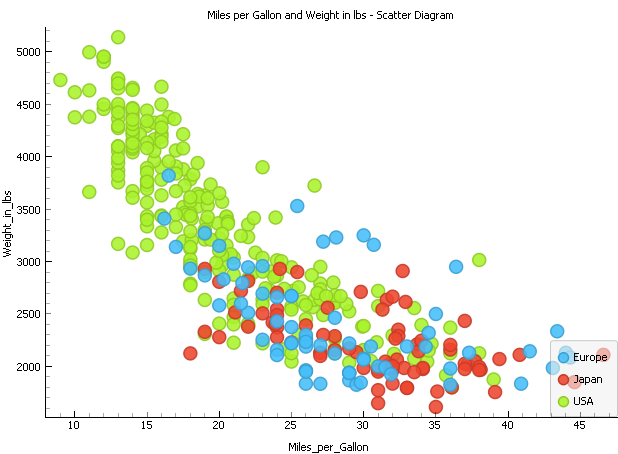 Miles per Gallon and Weight in lbs - Scatter Diagram
5000
4500
4000
3500
3000
2500
2000
Weight_in_lbs
10
15
20
25
30
35
40
45
Miles_per_Gallon
Europe
Japan
USA